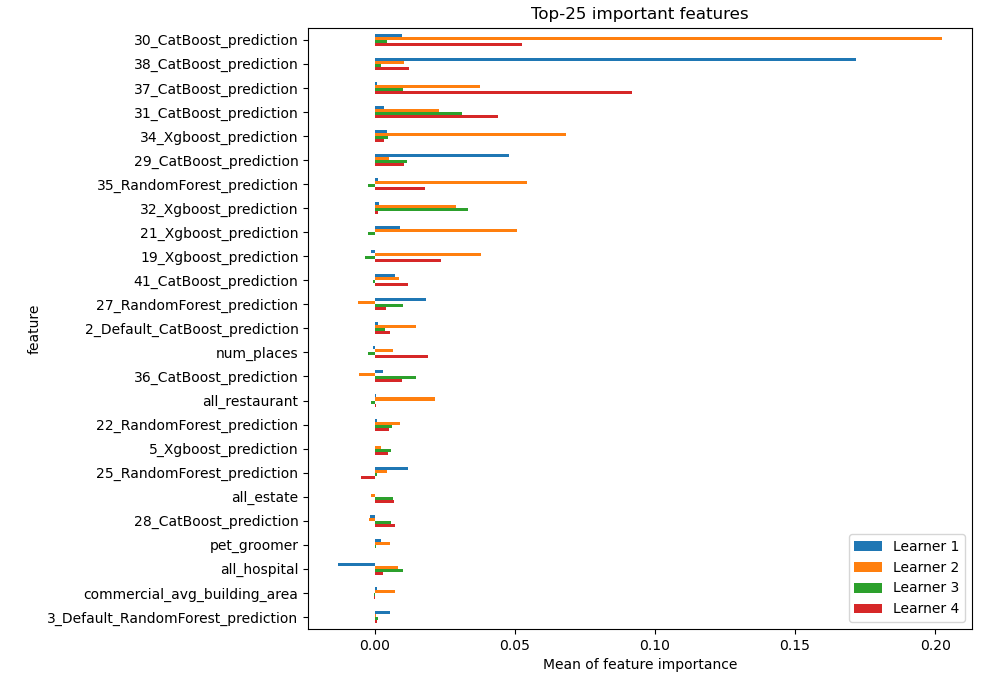 Top-25 important features
30_CatBoost_prediction
38_CatBoost_prediction
37_CatBoost_prediction
31_CatBoost_prediction
34_Xgboost_prediction
29_CatBoost_prediction
35_RandomForest_prediction
32_Xgboost_prediction
21_Xgboost_prediction
19_Xgboost_prediction
41_CatBoost_prediction
27_RandomForest_prediction
2_Default_CatBoost_prediction
num_places
36_CatBoost_prediction
all_restaurant
22_RandomForest_prediction
5_Xgboost_prediction
25_RandomForest_prediction
all_estate
28_CatBoost_prediction
pet_groomer
all_hospital
commercial_avg_building_area
3_Default_RandomForest_prediction
feature
Learner 1
Learner 2
Learner 3
Learner 4
0.00 0.05 0.10 0.15 0.20
Mean of feature importance